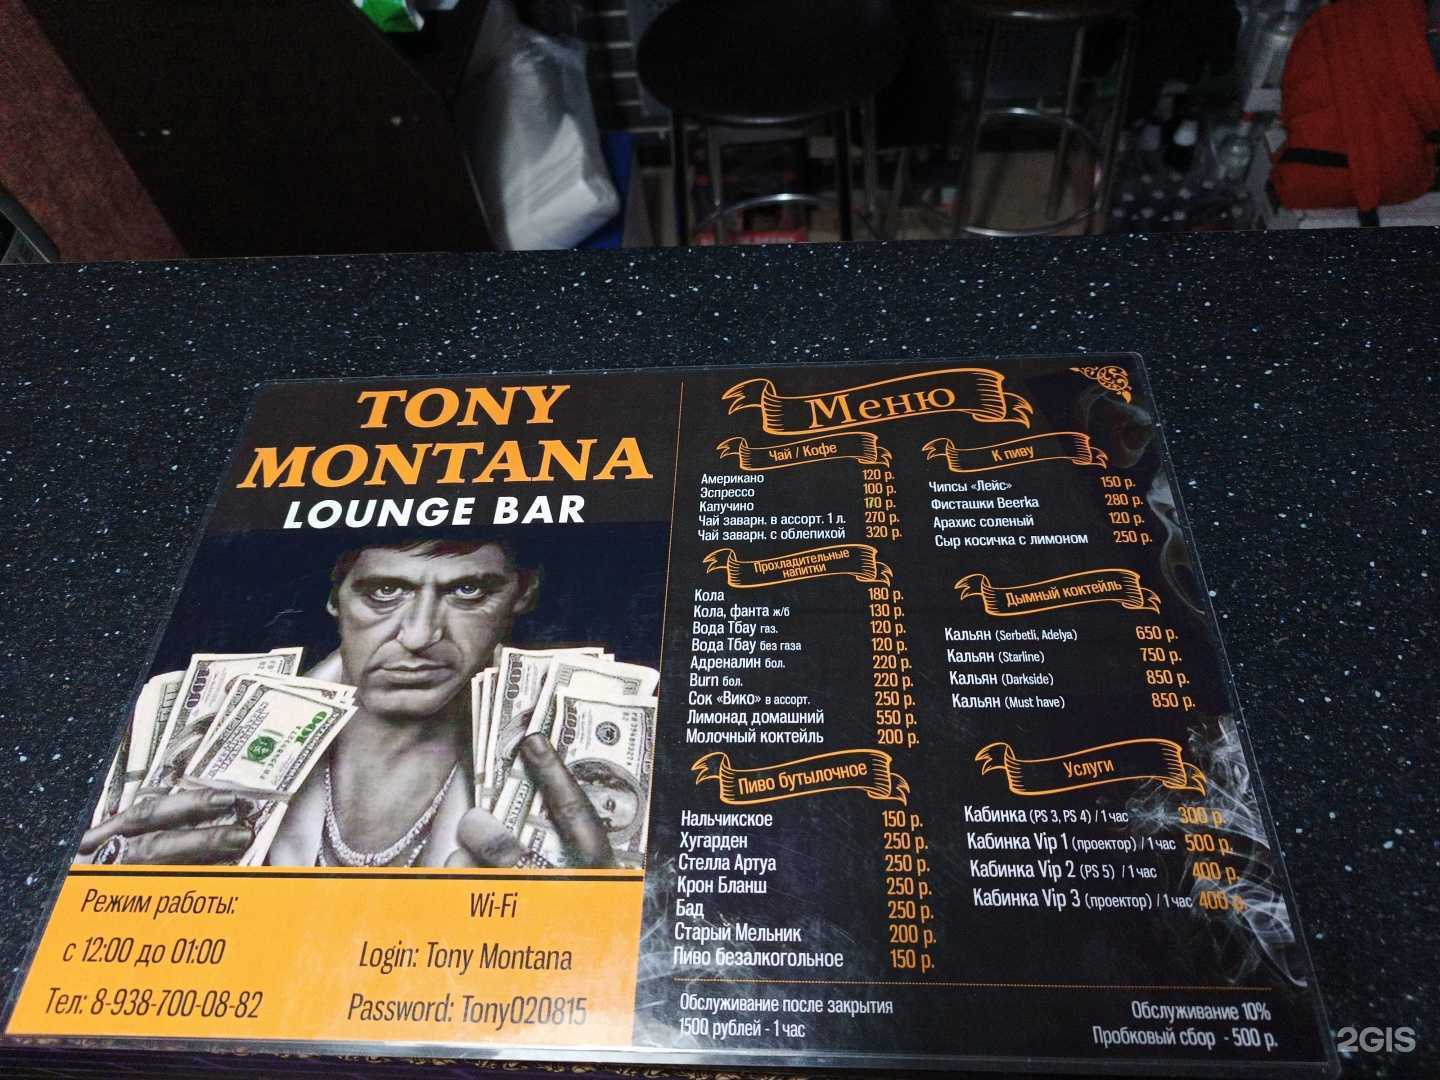 TONY
MONTANA
LOUNGE BAR
Режим работы:
с 12:00 до 01:00
Тел: 8-938-700-08-82
Wi-Fi
Login: Tony Montana
Password: Tony020815
Меню
Чай / Кофе
Американо 120 р.
Эспрессо 100 р.
Капучино 170 р.
Чай заварн. в ассорт. 1 л. 270 р.
Чай заварн. с облепихой 320 р.
Прохладительные
напитки
Кола 180 р.
Кола, фанта ж/б 130 р.
Вода Тбау газ. 120 р.
Вода Тбау без газа 120 р.
Адреналин бол. 220 р.
Burn бол. 220 р.
Сок «Вико» в ассорт. 250 р.
Лимонад домашний 550 р.
Молочный коктейль 200 р.
Пиво бутылочное
Нальчикское 150 р.
Хугарден 250 р.
Стелла Артуа 250 р.
Крон Бланш 250 р.
Бад 250 р.
Старый Мельник 200 р.
Пиво безалкогольное 150 р.
К пиву
Чипсы «Лейс» 150 р.
Фисташки Beerka 280 р.
Арахис соленый 120 р.
Сыр косичка с лимоном 250 р.
Дымный коктейль
Кальян (Serbetli, Adelya) 650 р.
Кальян (Starline) 750 р.
Кальян (Darkside) 850 р.
Кальян (Must have) 850 р.
Услуги
Кабинка (PS 3, PS 4) / 1 час 300 р.
Кабинка Vip 1 (проектор) / 1 час 500 р.
Кабинка Vip 2 (PS 5) / 1 час 400 р.
Кабинка Vip 3 (проектор) / 1 час 400 р.
Обслуживание после закрытия
1500 рублей - 1 час
Обслуживание 10%
Пробковый сбор - 500 р.
2GIS